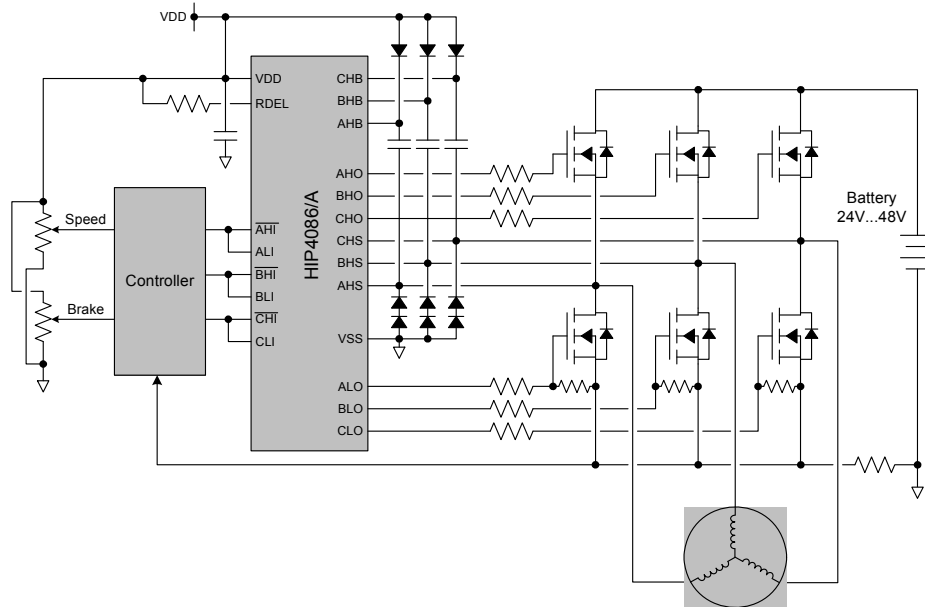 VDD
VDD
RDEL
CHB
BHB
AHB
AHO
BHO
CHO
CHS
BHS
AHS
VSS
ALO
BLO
CLO
HIP4086/A
AHI
ALI
BHI
BLI
CHI
CLI
Controller
Speed
Brake
Battery
24V...48V